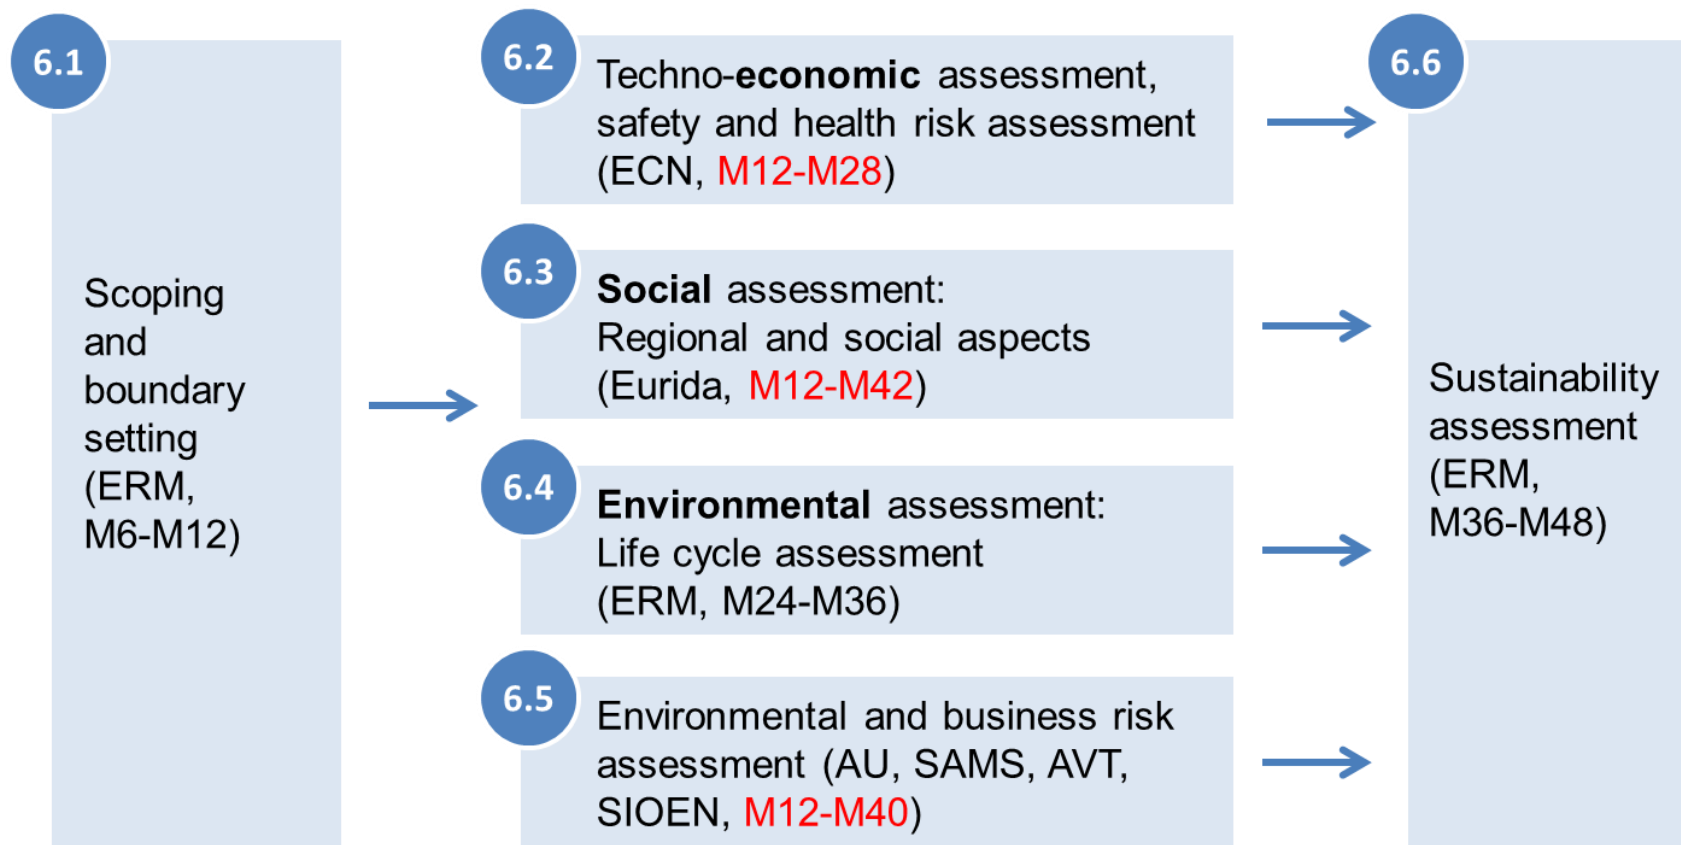 6.1
Scoping
and
boundary
setting
(ERM,
M6-M12)
6.2
Techno-economic assessment,
safety and health risk assessment
(ECN, M12-M28)
6.3
Social assessment:
Regional and social aspects
(Eurida, M12-M42)
6.4
Environmental assessment:
Life cycle assessment
(ERM, M24-M36)
6.5
Environmental and business risk
assessment (AU, SAMS, AVT,
SIOEN, M12-M40)
6.6
Sustainability
assessment
(ERM,
M36-M48)